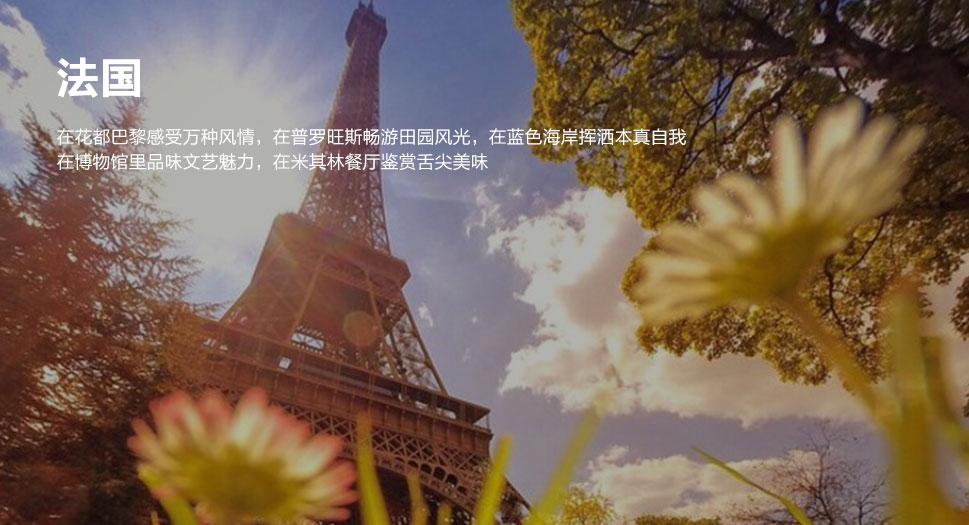 法国
在花都巴黎感受万种风情，在普罗旺斯畅游田园风光，在蓝色海岸挥洒本真自我
在博物馆里品味文艺魅力，在米其林餐厅鉴赏舌尖美味